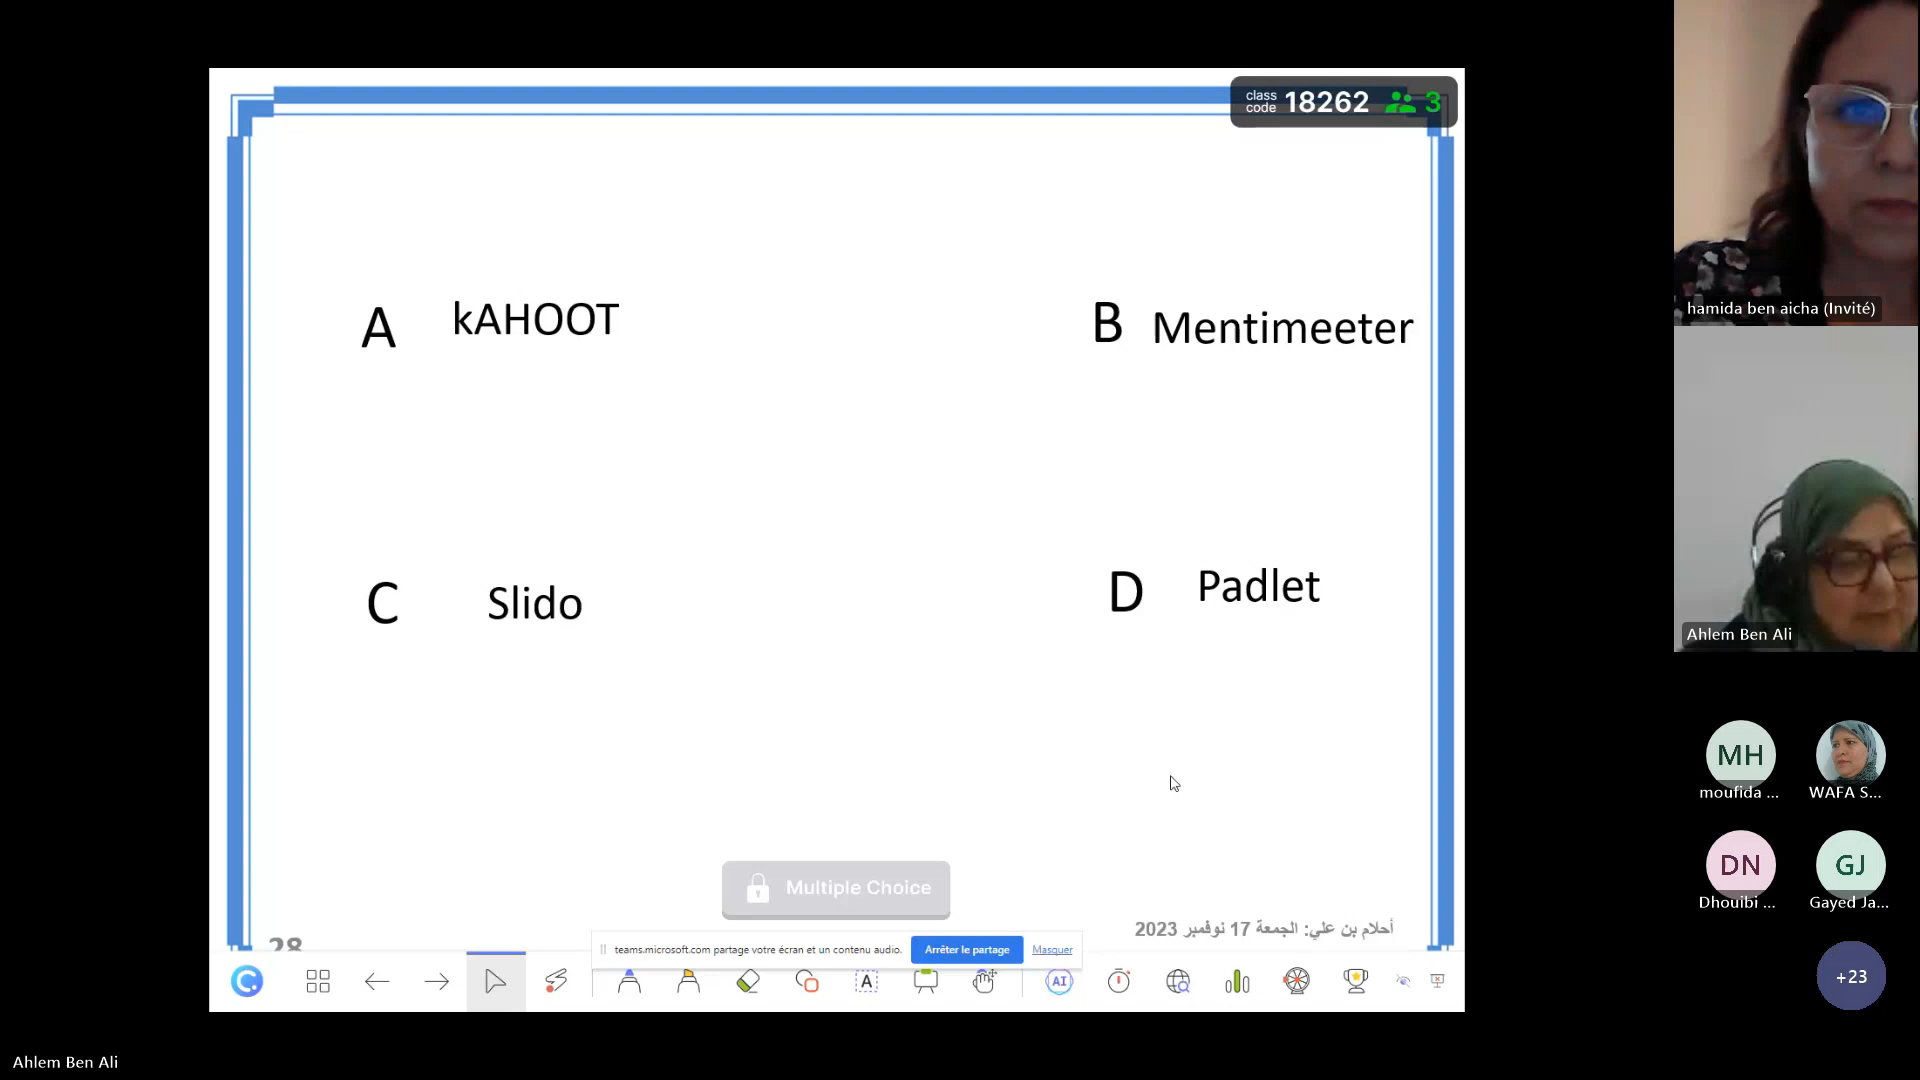 class
code 18262 3
A kAHOOT
B Mentimeeter
C Slido
D Padlet
Multiple Choice
أحلام بن علي: الجمعة 17 نوفمبر 2023
28
teams.microsoft.com partage votre écran et un contenu audio.
Arrêter le partage
Masquer
A
AI
hamida ben aicha (Invité)
Ahlem Ben Ali
MH
moufida ...
WAFA S...
DN
Dhouibi ...
GJ
Gayed Ja...
+23
Ahlem Ben Ali